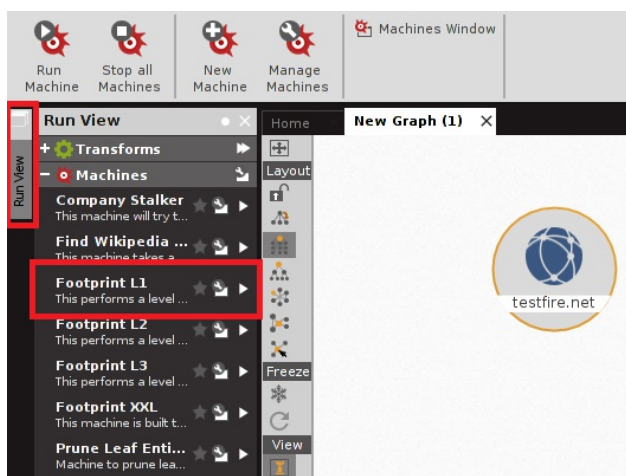 Run Machine
Stop all Machines
New Machine
Manage Machines
Machines Window
Run View
Run View
Home
New Graph (1)
Transforms
Machines
Company Stalker
This machine will try t...
Find Wikipedia ...
This machine takes a
Footprint L1
This performs a level ...
Footprint L2
This performs a level ...
Footprint L3
This performs a level ...
Footprint XXL
This machine is built t...
Prune Leaf Enti...
Machine to prune lea...
Layout
Freeze
View
testfire.net